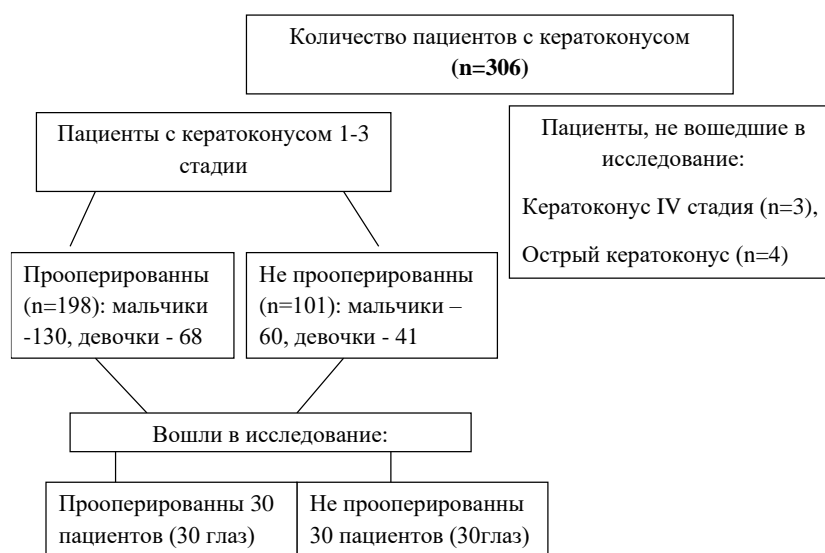 Количество пациентов с кератоконусом
(n=306)
Пациенты с кератоконусом 1-3
стадии
Пациенты, не вошедшие в
исследование:
Кератоконус IV стадия (n=3),
Острый кератоконус (n=4)
Прооперированны
(n=198): мальчики
-130, девочки - 68
Не прооперированны
(n=101): мальчики –
60, девочки - 41
Вошли в исследование:
Прооперированны 30
пациентов (30 глаз)
Не прооперированны
30 пациентов (30глаз)